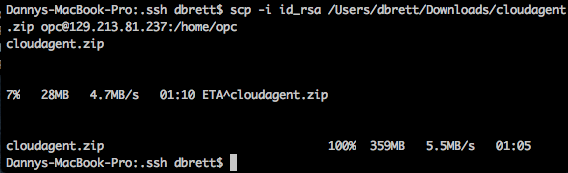 Dannys-MacBook-Pro:.ssh dbrett$ scp -i id_rsa /Users/dbrett/Downloads/cloudagent
.zip opc@129.213.81.237:/home/opc
cloudagent.zip
7% 28MB 4.7MB/s 01:10 ETA^cloudagent.zip
cloudagent.zip 100% 359MB 5.5MB/s 01:05
Dannys-MacBook-Pro:.ssh dbrett$